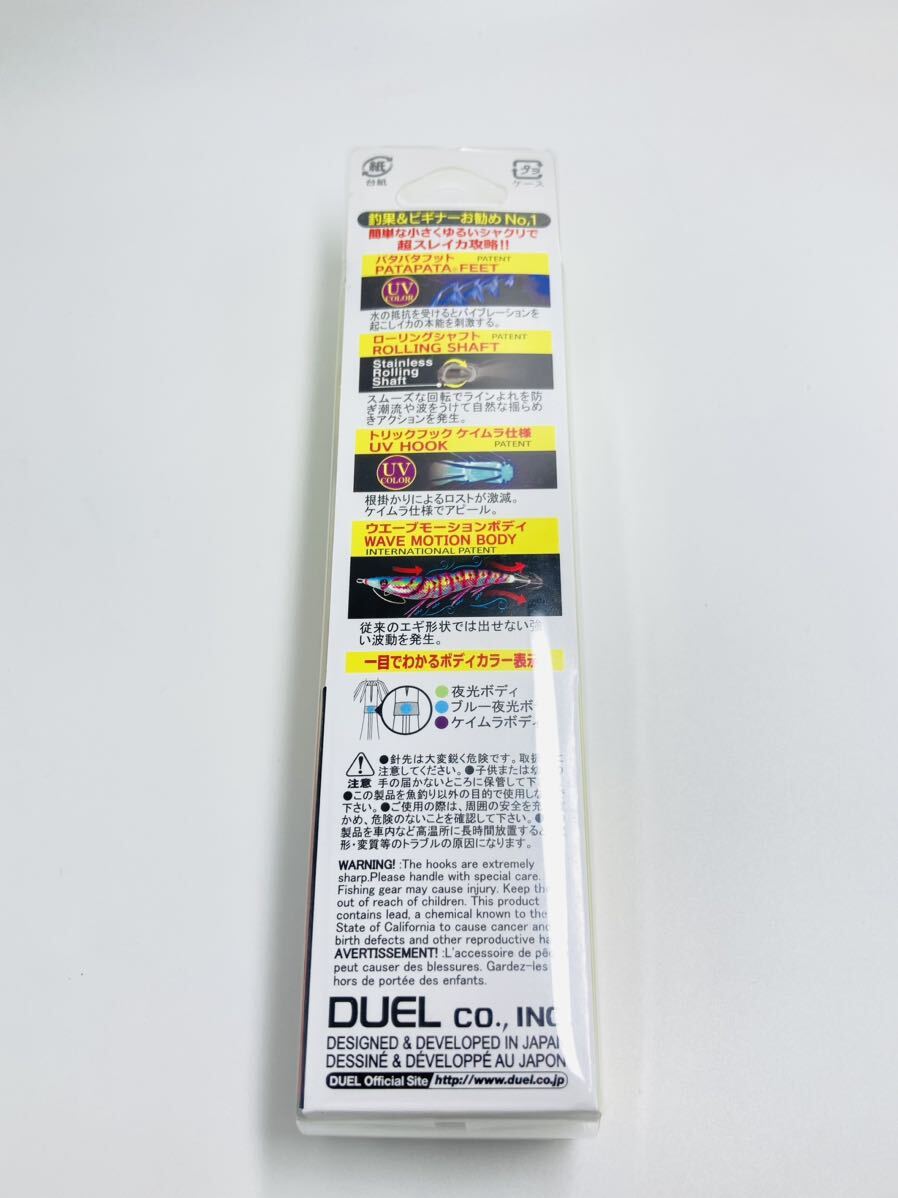 紙
台紙
プラ
ケース
釣果&ビギナーお勧め No,1
簡単な小さくゆるいシャクリで
超スレイカ攻略!!
パタパタフット PATENT
PATAPATA® FEET
UV
COLOR
水の抵抗を受けるとバイブレーションを
起こしイカの本能を刺激する。
ローリングシャフト PATENT
ROLLING SHAFT
Stainless
Rolling
Shaft
スムーズな回転でラインよれを防
ぎ潮流や波をうけて自然な揺らめ
きアクションを発生。
トリックフック ケイムラ仕様
UV HOOK PATENT
UV
COLOR
根掛かりによるロストが激減。
ケイムラ仕様でアピール。
ウエーブモーションボディ
WAVE MOTION BODY
INTERNATIONAL PATENT
従来のエギ形状では出せない強
い波動を発生。
一目でわかるボディカラー表示
●夜光ボディ
●ブルー夜光ボ
●ケイムラボデ
●針先は大変鋭く危険です。取扱
注意 注意してください。●子供または
手の届かないところに保管して下
●この製品を魚釣り以外の目的で使用し
下さい。●ご使用の際は、周囲の安全を充
かめ、危険のないことを確認して下さい。●
製品を車内など高温所に長時間放置すると
形・変質等のトラブルの原因になります。
WARNING! :The hooks are extremely
sharp.Please handle with special care.
Fishing gear may cause injury. Keep th
out of reach of children. This product
contains lead, a chemical known to the
State of California to cause cancer and
birth defects and other reproductive ha
AVERTISSEMENT! :L'accessoire de pê
peut causer des blessures. Gardez-les
hors de portée des enfants.
DUEL CO., INC
DESIGNED & DEVELOPED IN JAPAN
DESSINÉ & DÉVELOPPÉ AU JAPON
DUEL Official Site http://www.duel.co.jp